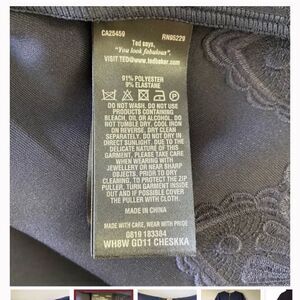 CA25459 RN95229
Ted says,
"You look fabulous".
VISIT TED@www.tedbaker.com
91% POLYESTER
9% ELASTANE
DO NOT WASH. DO NOT USE
PRODUCTS CONTAINING
BLEACH, OIL OR ALCOHOL. DO
NOT TUMBLE DRY. COOL IRON
ON REVERSE. DRY CLEAN
SEPARATELY. DO NOT DRY IN
DIRECT SUNLIGHT. DUE TO THE
DELICATE NATURE OF THIS
GARMENT, PLEASE TAKE CARE
WHEN WEARING WITH
JEWELLERY OR NEAR SHARP
OBJECTS. PRIOR TO DRY
CLEANING, TO PROTECT THE ZIP
PULLER, TURN GARMENT INSIDE
OUT AND IF POSSIBLE COVER
THE PULLER WITH CLOTH.
MADE IN CHINA
MADE WITH CARE, WEAR WITH PRIDE
0819 183384
WH8W GD11 CHESKKA